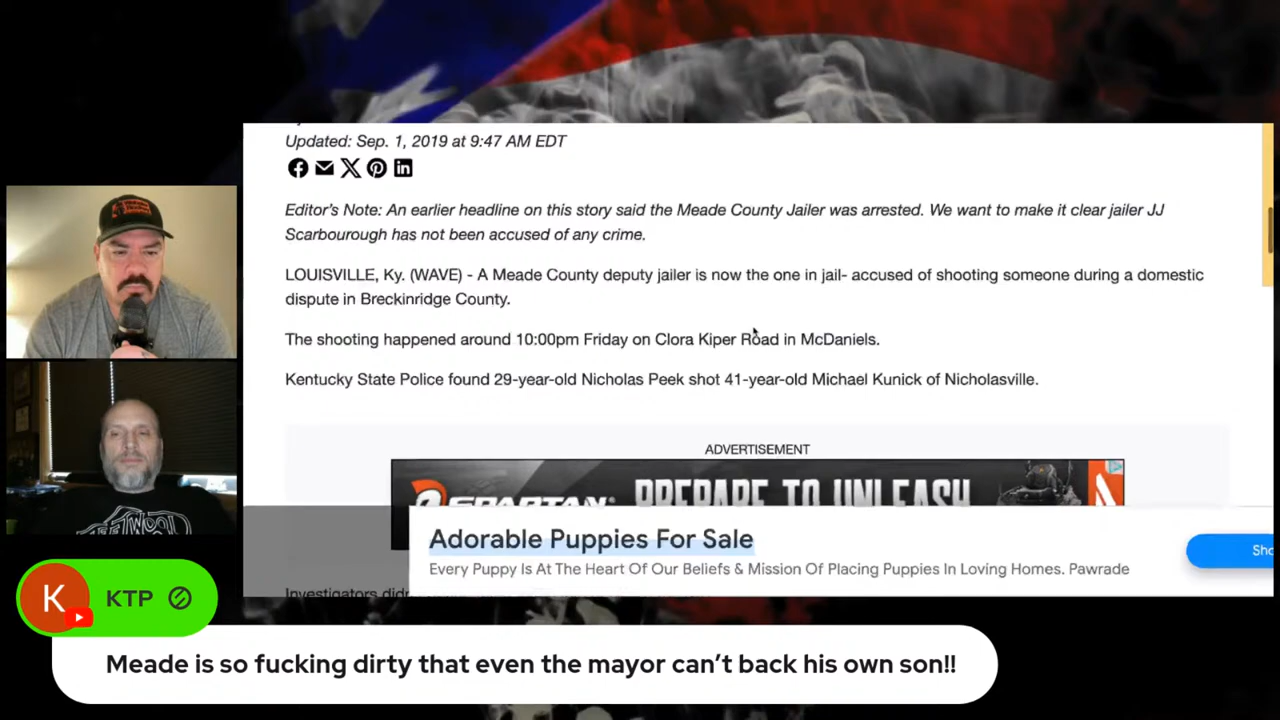 Updated: Sep. 1, 2019 at 9:47 AM EDT
Editor's Note: An earlier headline on this story said the Meade County Jailer was arrested. We want to make it clear jailer JJ
Scarbourough has not been accused of any crime.
LOUISVILLE, Ky. (WAVE) - A Meade County deputy jailer is now the one in jail- accused of shooting someone during a domestic
dispute in Breckinridge County.
The shooting happened around 10:00pm Friday on Clora Kiper Road in McDaniels.
Kentucky State Police found 29-year-old Nicholas Peek shot 41-year-old Michael Kunick of Nicholasville.
ADVERTISEMENT
SPARTAN PREPARE TO UNLEASH
Adorable Puppies For Sale
Every Puppy Is At The Heart Of Our Beliefs & Mission Of Placing Puppies In Loving Homes. Pawrade
Investigators
K KTP
Meade is so fucking dirty that even the mayor can't back his own son!!